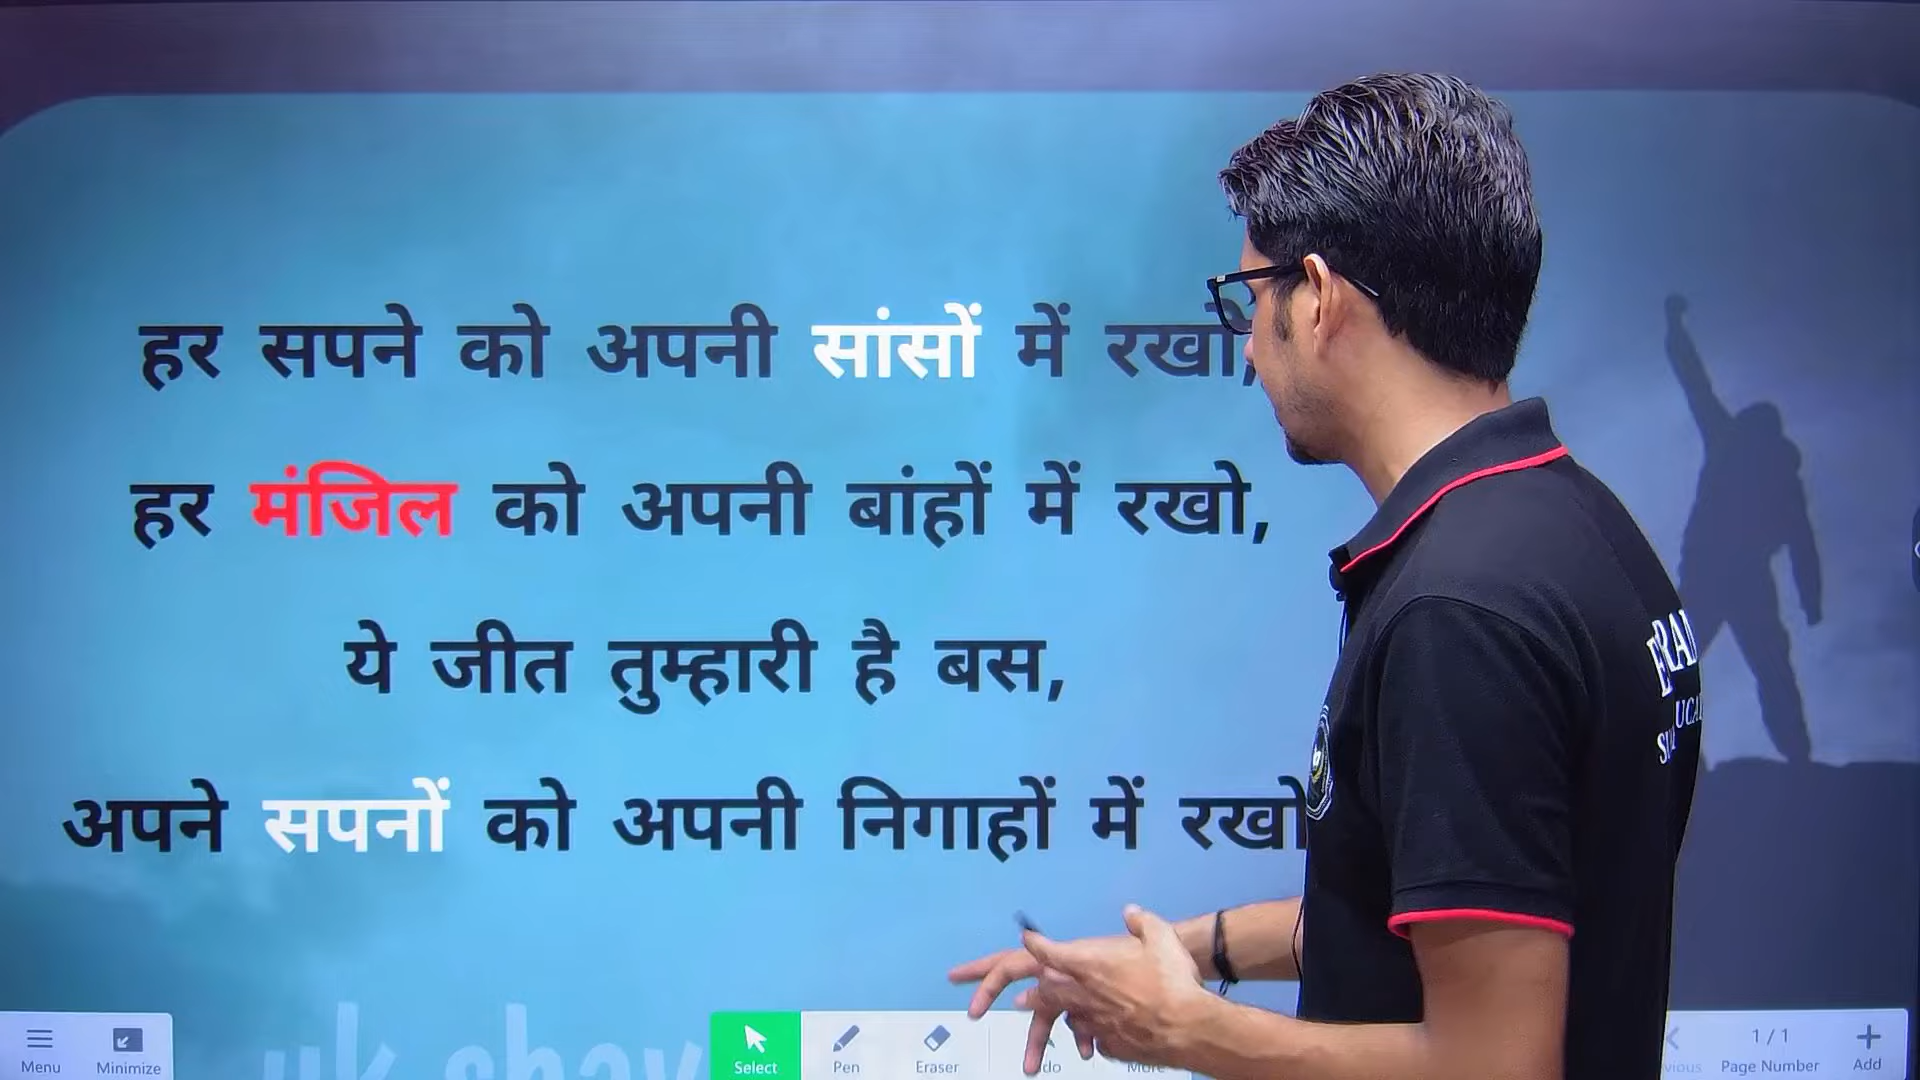 हर सपने को अपनी सांसों में रखो,
हर मंजिल को अपनी बांहों में रखो,
ये जीत तुम्हारी है बस,
अपने सपनों को अपनी निगाहों में रखो
Menu
Minimize
Select
Pen
Eraser
More
1 / 1
Page Number
Add